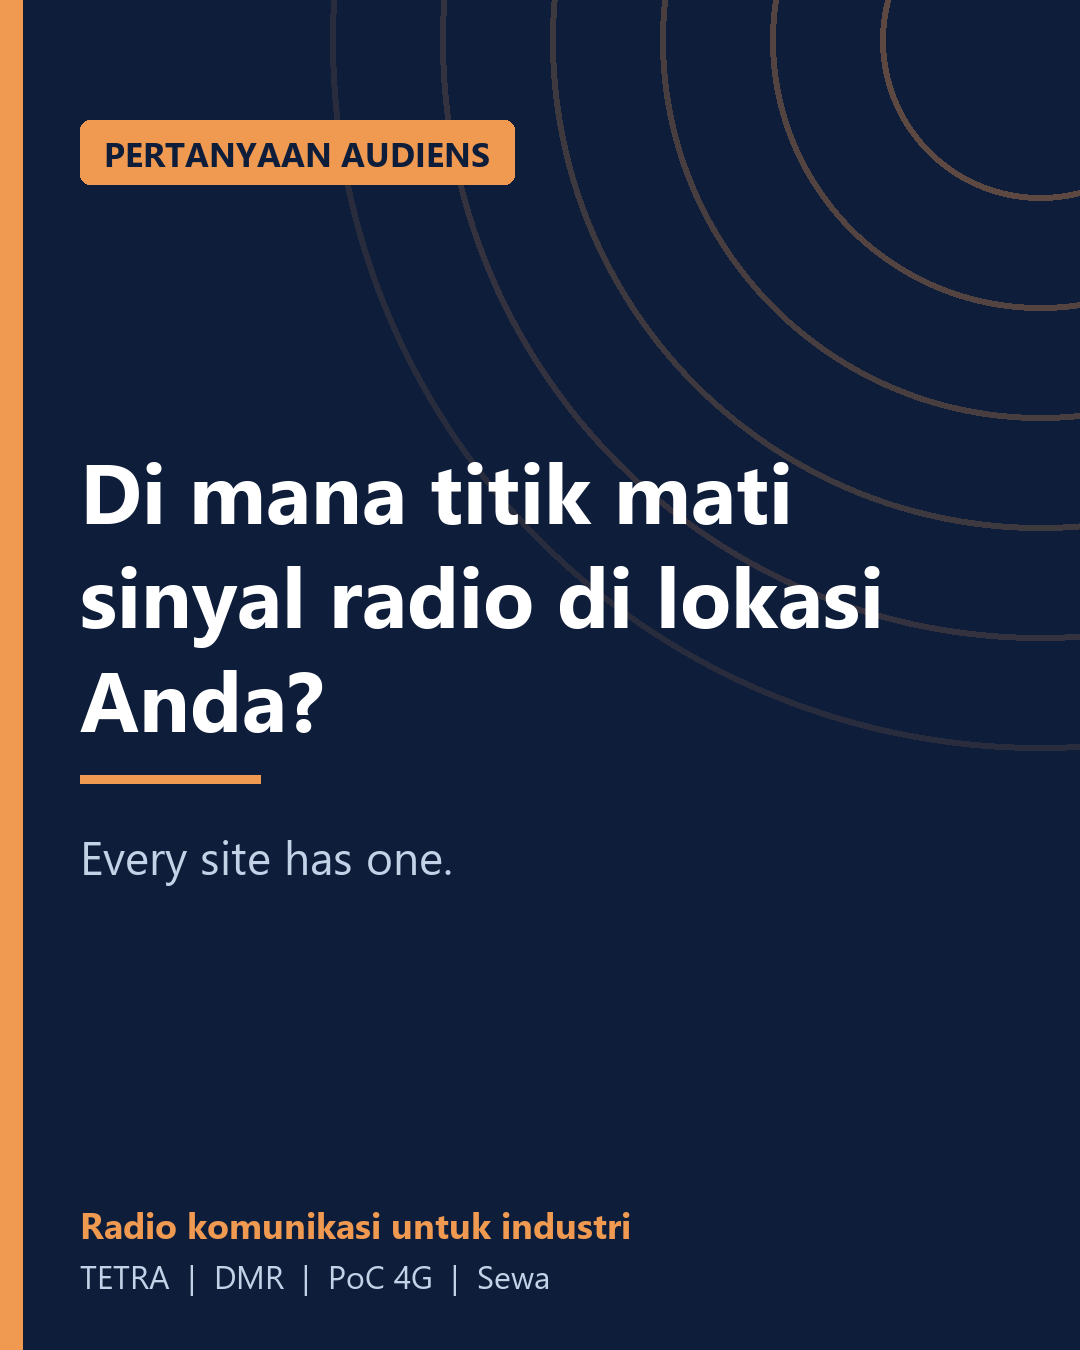 PERTANYAAN AUDIENS
Di mana titik mati
sinyal radio di lokasi
Anda?
Every site has one.
Radio komunikasi untuk industri
TETRA | DMR | PoC 4G | Sewa